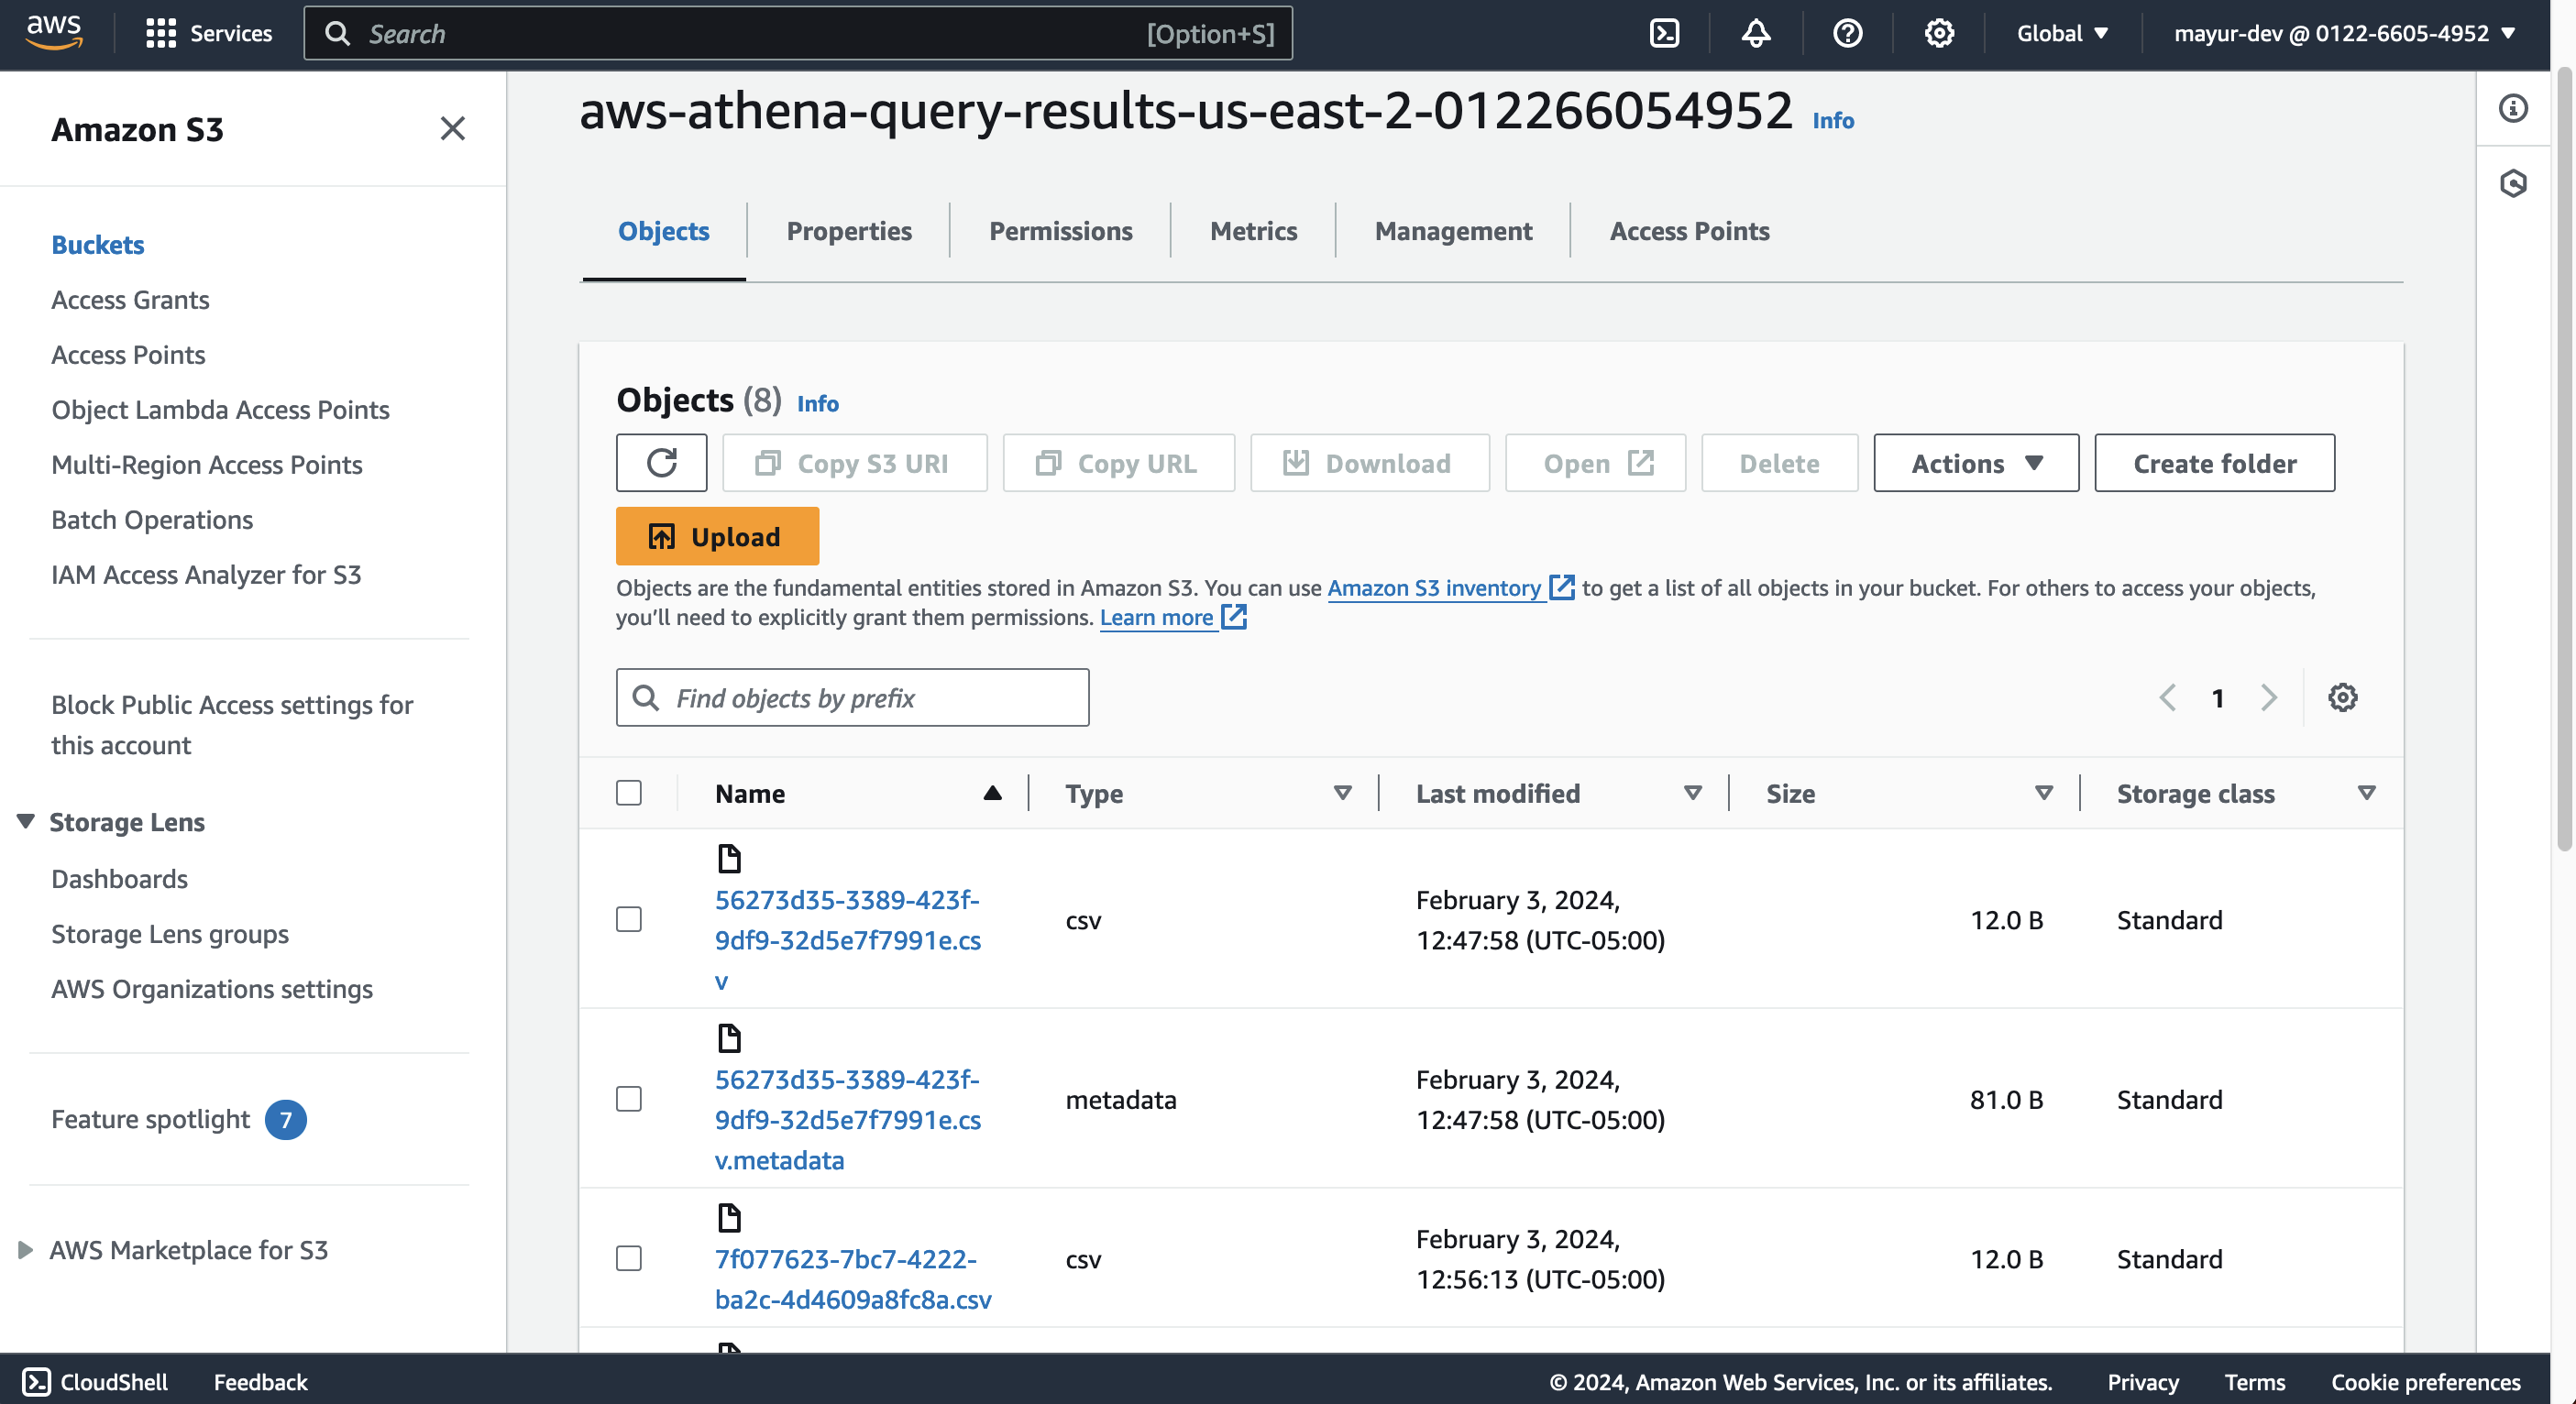 aws
Services
Search
[Option+S]
Global
mayur-dev @ 0122-6605-4952
Amazon S3
Buckets
Access Grants
Access Points
Object Lambda Access Points
Multi-Region Access Points
Batch Operations
IAM Access Analyzer for S3
Block Public Access settings for
this account
Storage Lens
Dashboards
Storage Lens groups
AWS Organizations settings
Feature spotlight 7
AWS Marketplace for S3
aws-athena-query-results-us-east-2-012266054952 Info
Objects
Properties
Permissions
Metrics
Management
Access Points
Objects (8) Info
Copy S3 URI
Copy URL
Download
Open
Delete
Actions
Create folder
Upload
Objects are the fundamental entities stored in Amazon S3. You can use Amazon S3 inventory to get a list of all objects in your bucket. For others to access your objects,
you’ll need to explicitly grant them permissions. Learn more
Find objects by prefix
1
Name
Type
Last modified
Size
Storage class
56273d35-3389-423f-
9df9-32d5e7f7991e.cs
v
csv
February 3, 2024,
12:47:58 (UTC-05:00)
12.0 B
Standard
56273d35-3389-423f-
9df9-32d5e7f7991e.cs
v.metadata
metadata
February 3, 2024,
12:47:58 (UTC-05:00)
81.0 B
Standard
7f077623-7bc7-4222-
ba2c-4d4609a8fc8a.csv
csv
February 3, 2024,
12:56:13 (UTC-05:00)
12.0 B
Standard
CloudShell
Feedback
© 2024, Amazon Web Services, Inc. or its affiliates.
Privacy
Terms
Cookie preferences